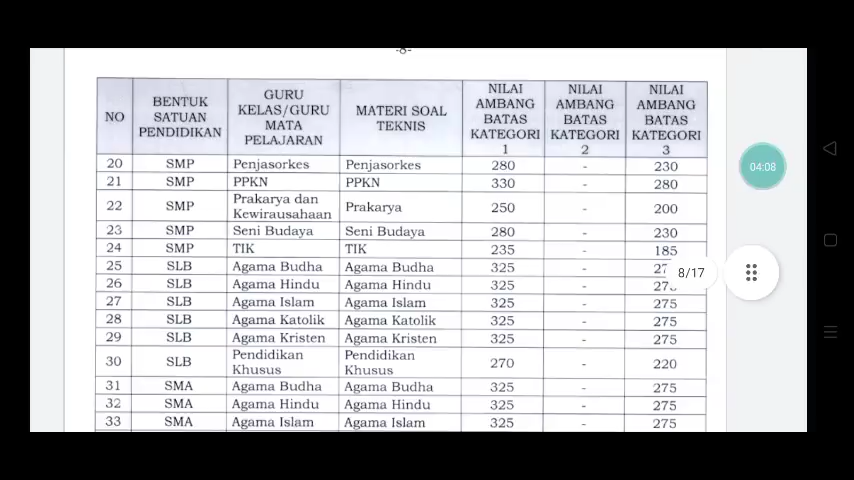 -8-
NO BENTUK SATUAN PENDIDIKAN GURU KELAS/GURU MATA PELAJARAN MATERI SOAL TEKNIS NILAI AMBANG BATAS KATEGORI 1 NILAI AMBANG BATAS KATEGORI 2 NILAI AMBANG BATAS KATEGORI 3
20 SMP Penjasorkes Penjasorkes 280 - 230
21 SMP PPKN PPKN 330 - 280
22 SMP Prakarya dan Kewirausahaan Prakarya 250 - 200
23 SMP Seni Budaya Seni Budaya 280 - 230
24 SMP TIK TIK 235 - 185
25 SLB Agama Budha Agama Budha 325 -
26 SLB Agama Hindu Agama Hindu 325 -
27 SLB Agama Islam Agama Islam 325 - 275
28 SLB Agama Katolik Agama Katolik 325 - 275
29 SLB Agama Kristen Agama Kristen 325 - 275
30 SLB Pendidikan Khusus Pendidikan Khusus 270 - 220
31 SMA Agama Budha Agama Budha 325 - 275
32 SMA Agama Hindu Agama Hindu 325 - 275
33 SMA Agama Islam Agama Islam 325 - 275
04:08
8/17